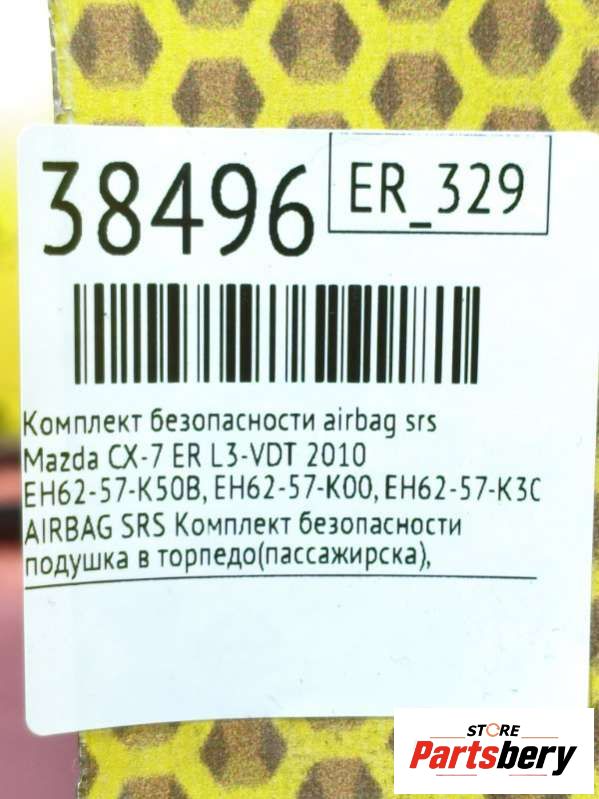 38496
ER_329
Комплект безопасности airbag srs
Mazda CX-7 ER L3-VDT 2010
EH62-57-K50B, EH62-57-K00, EH62-57-K3C
AIRBAG SRS Комплект безопасности
подушка в торпедо(пассажирска),
STORE
Partsbery